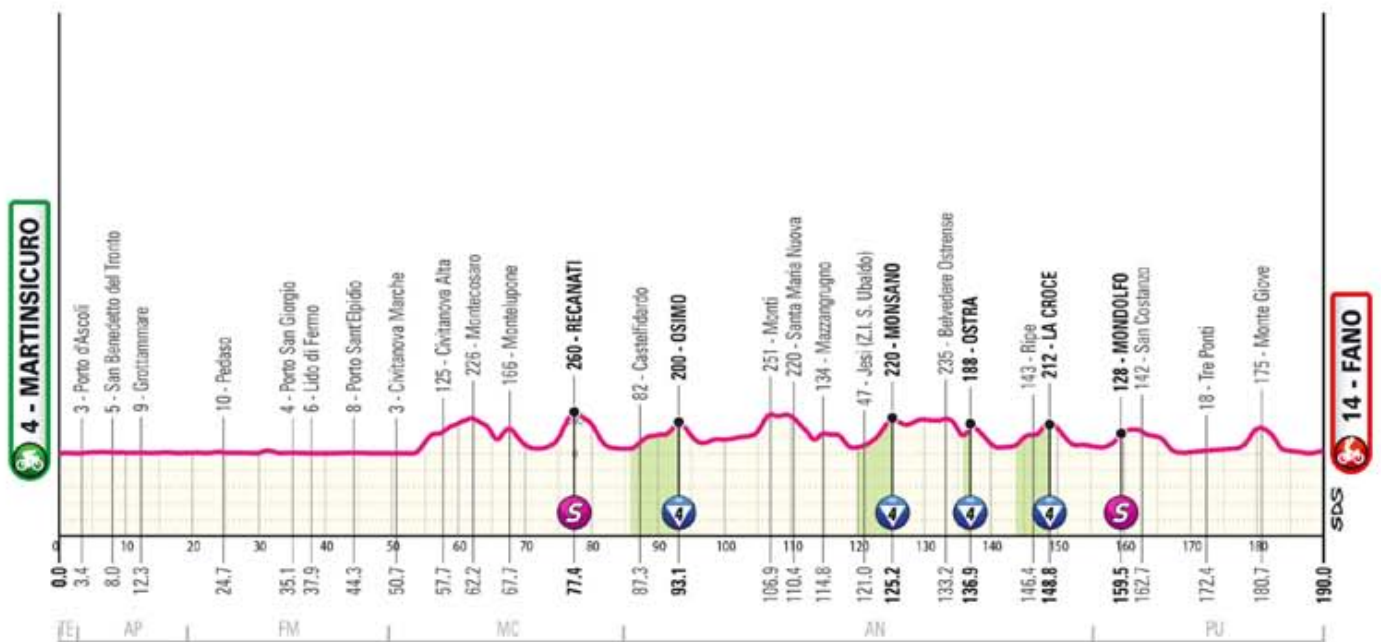 4 - MARTINSICURO
3 - Porto d'Ascoli
5 - San Benedetto del Tronto
9 - Grottammare
10 - Pedaso
4 - Porto San Giorgio
6 - Lido di Fermo
8 - Porto Sant'Elpidio
3 - Civitanova Marche
125 - Civitanova Alta
226 - Montecosaro
166 - Montelupone
260 - RECANATI
82 - Castelfidardo
200 - OSIMO
251 - Monti
220 - Santa Maria Nuova
134 - Mazzangrugno
47 - Jesi (Z.I. S. Ubaldo)
220 - MONSANO
235 - Belvedere Ostrense
188 - OSTRA
143 - Ripe
212 - LA CROCE
128 - MONDOLFO
142 - San Costanzo
18 - Tre Ponti
175 - Monte Giove
14 - FANO
S 4 4 4 4 S
SDS
0 10 20 30 40 50 60 70 80 90 100 110 120 130 140 150 160 170 180
0.0 3.4 8.0 12.3 24.7 35.1 37.9 44.3 50.7 57.7 62.2 67.7 77.4 87.3 93.1 106.9 110.4 114.8 121.0 125.2 133.2 136.9 146.4 148.8 159.5 162.7 172.4 180.7 190.0
TE AP FM MC AN PU